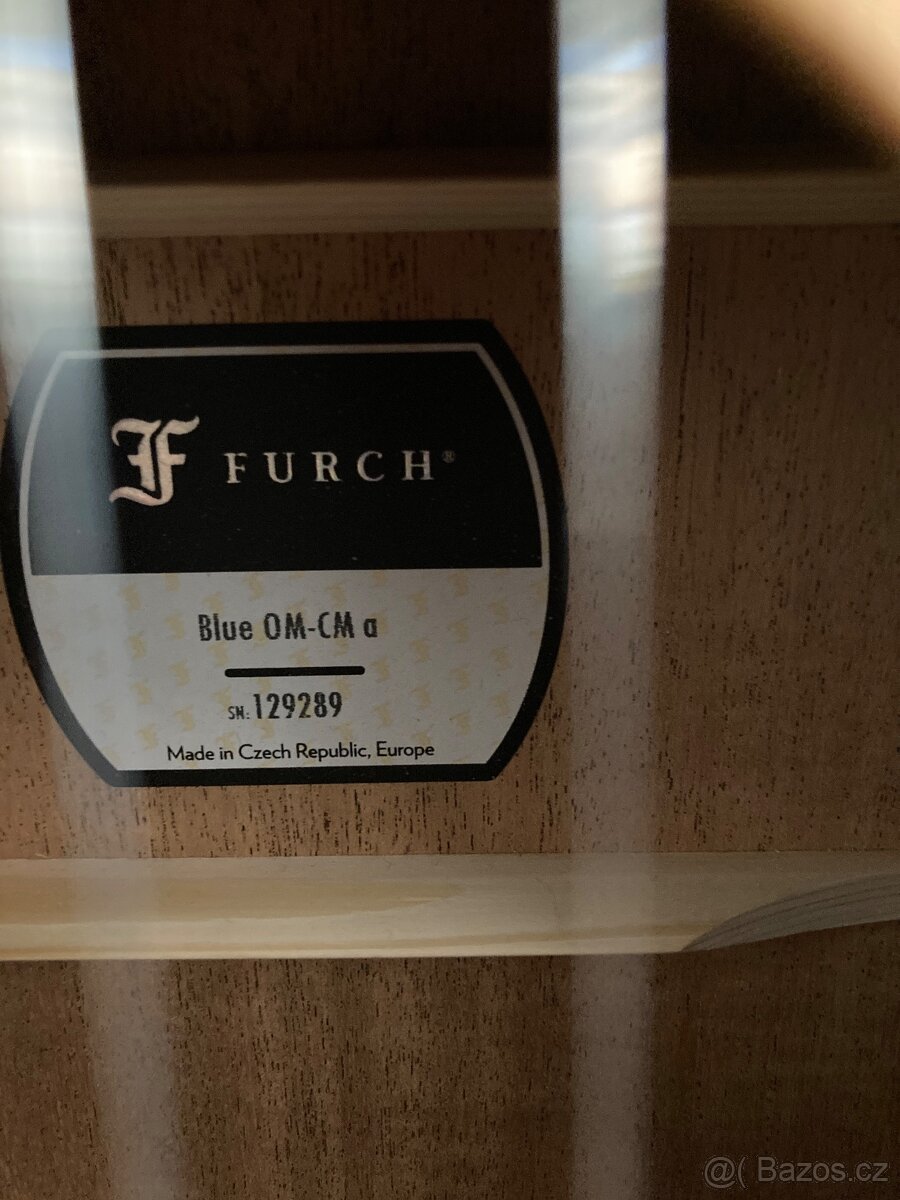 F FURCH®
Blue OM-CM a
SN: 129289
Made in Czech Republic, Europe
@( Bazos.cz